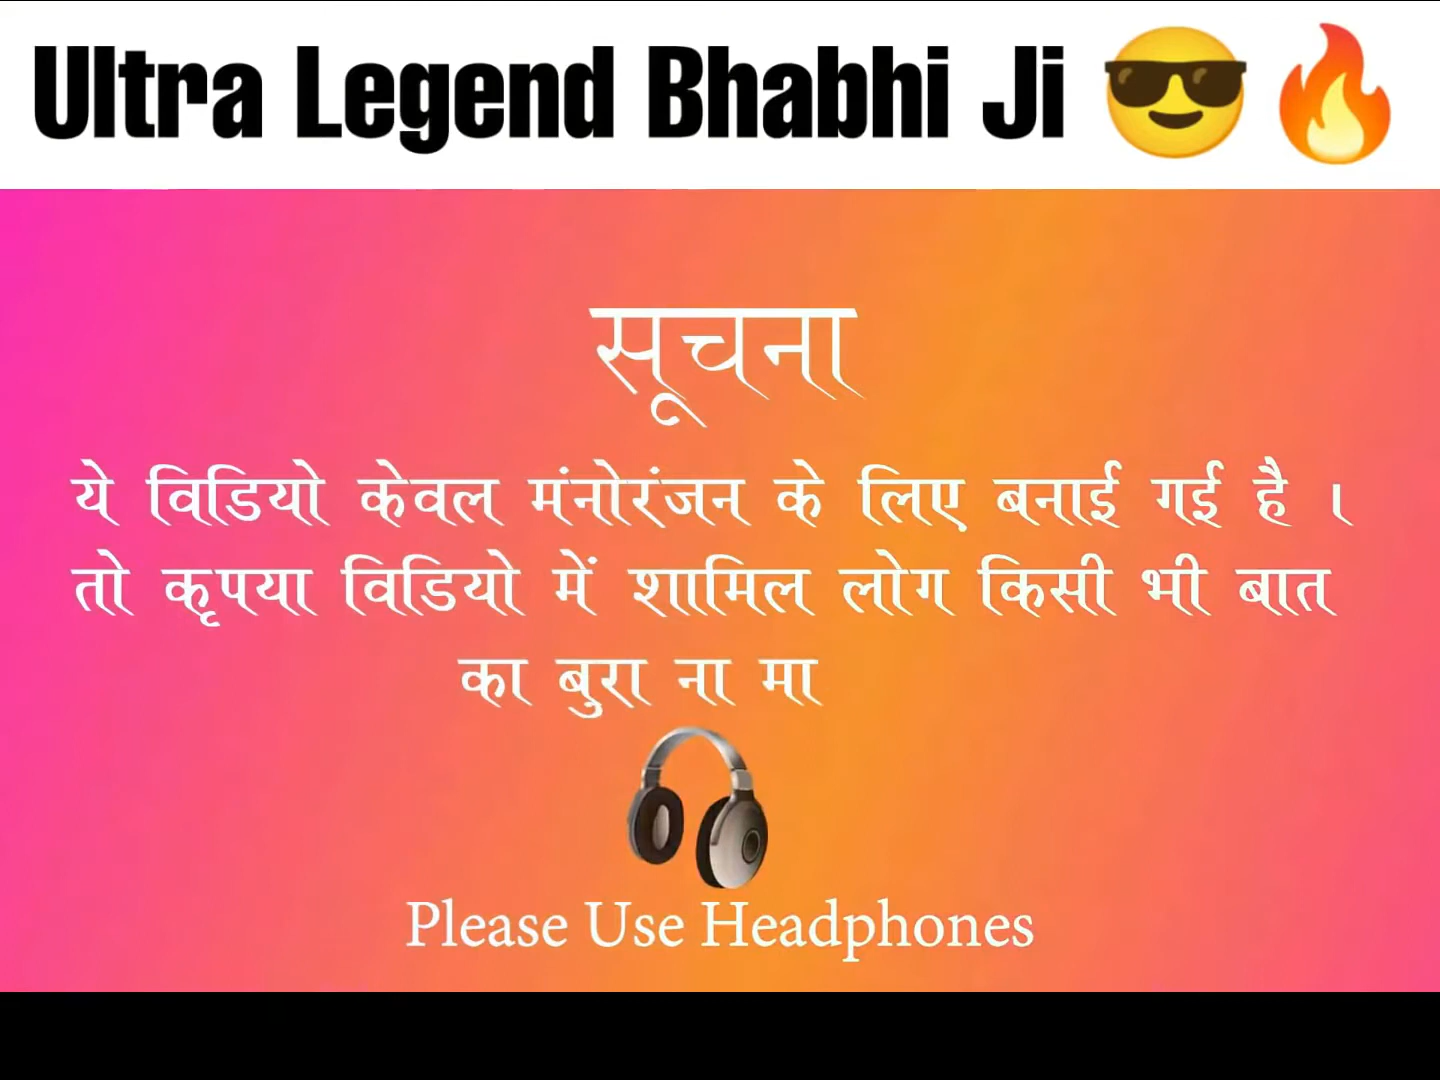 Ultra Legend Bhabhi Ji 😎🔥
सूचना
ये विडियो केवल मंनोरंजन के लिए बनाई गई है ।
तो कृपया विडियो में शामिल लोग किसी भी बात
का बुरा ना मा
Please Use Headphones